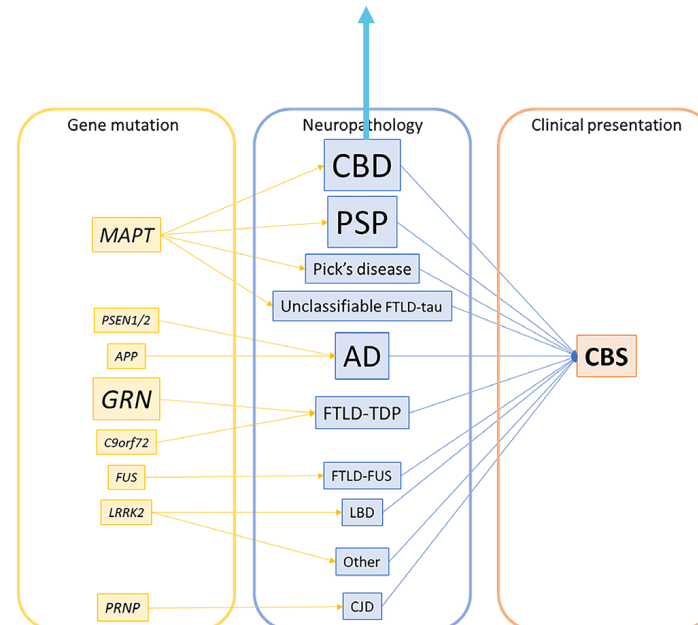 Gene mutation
Neuropathology
Clinical presentation
CBD
PSP
MAPT
Pick's disease
Unclassifiable FTLD-tau
PSEN1/2
APP
AD
CBS
GRN
FTLD-TDP
C9orf72
FUS
FTLD-FUS
LRRK2
LBD
Other
PRNP
CJD